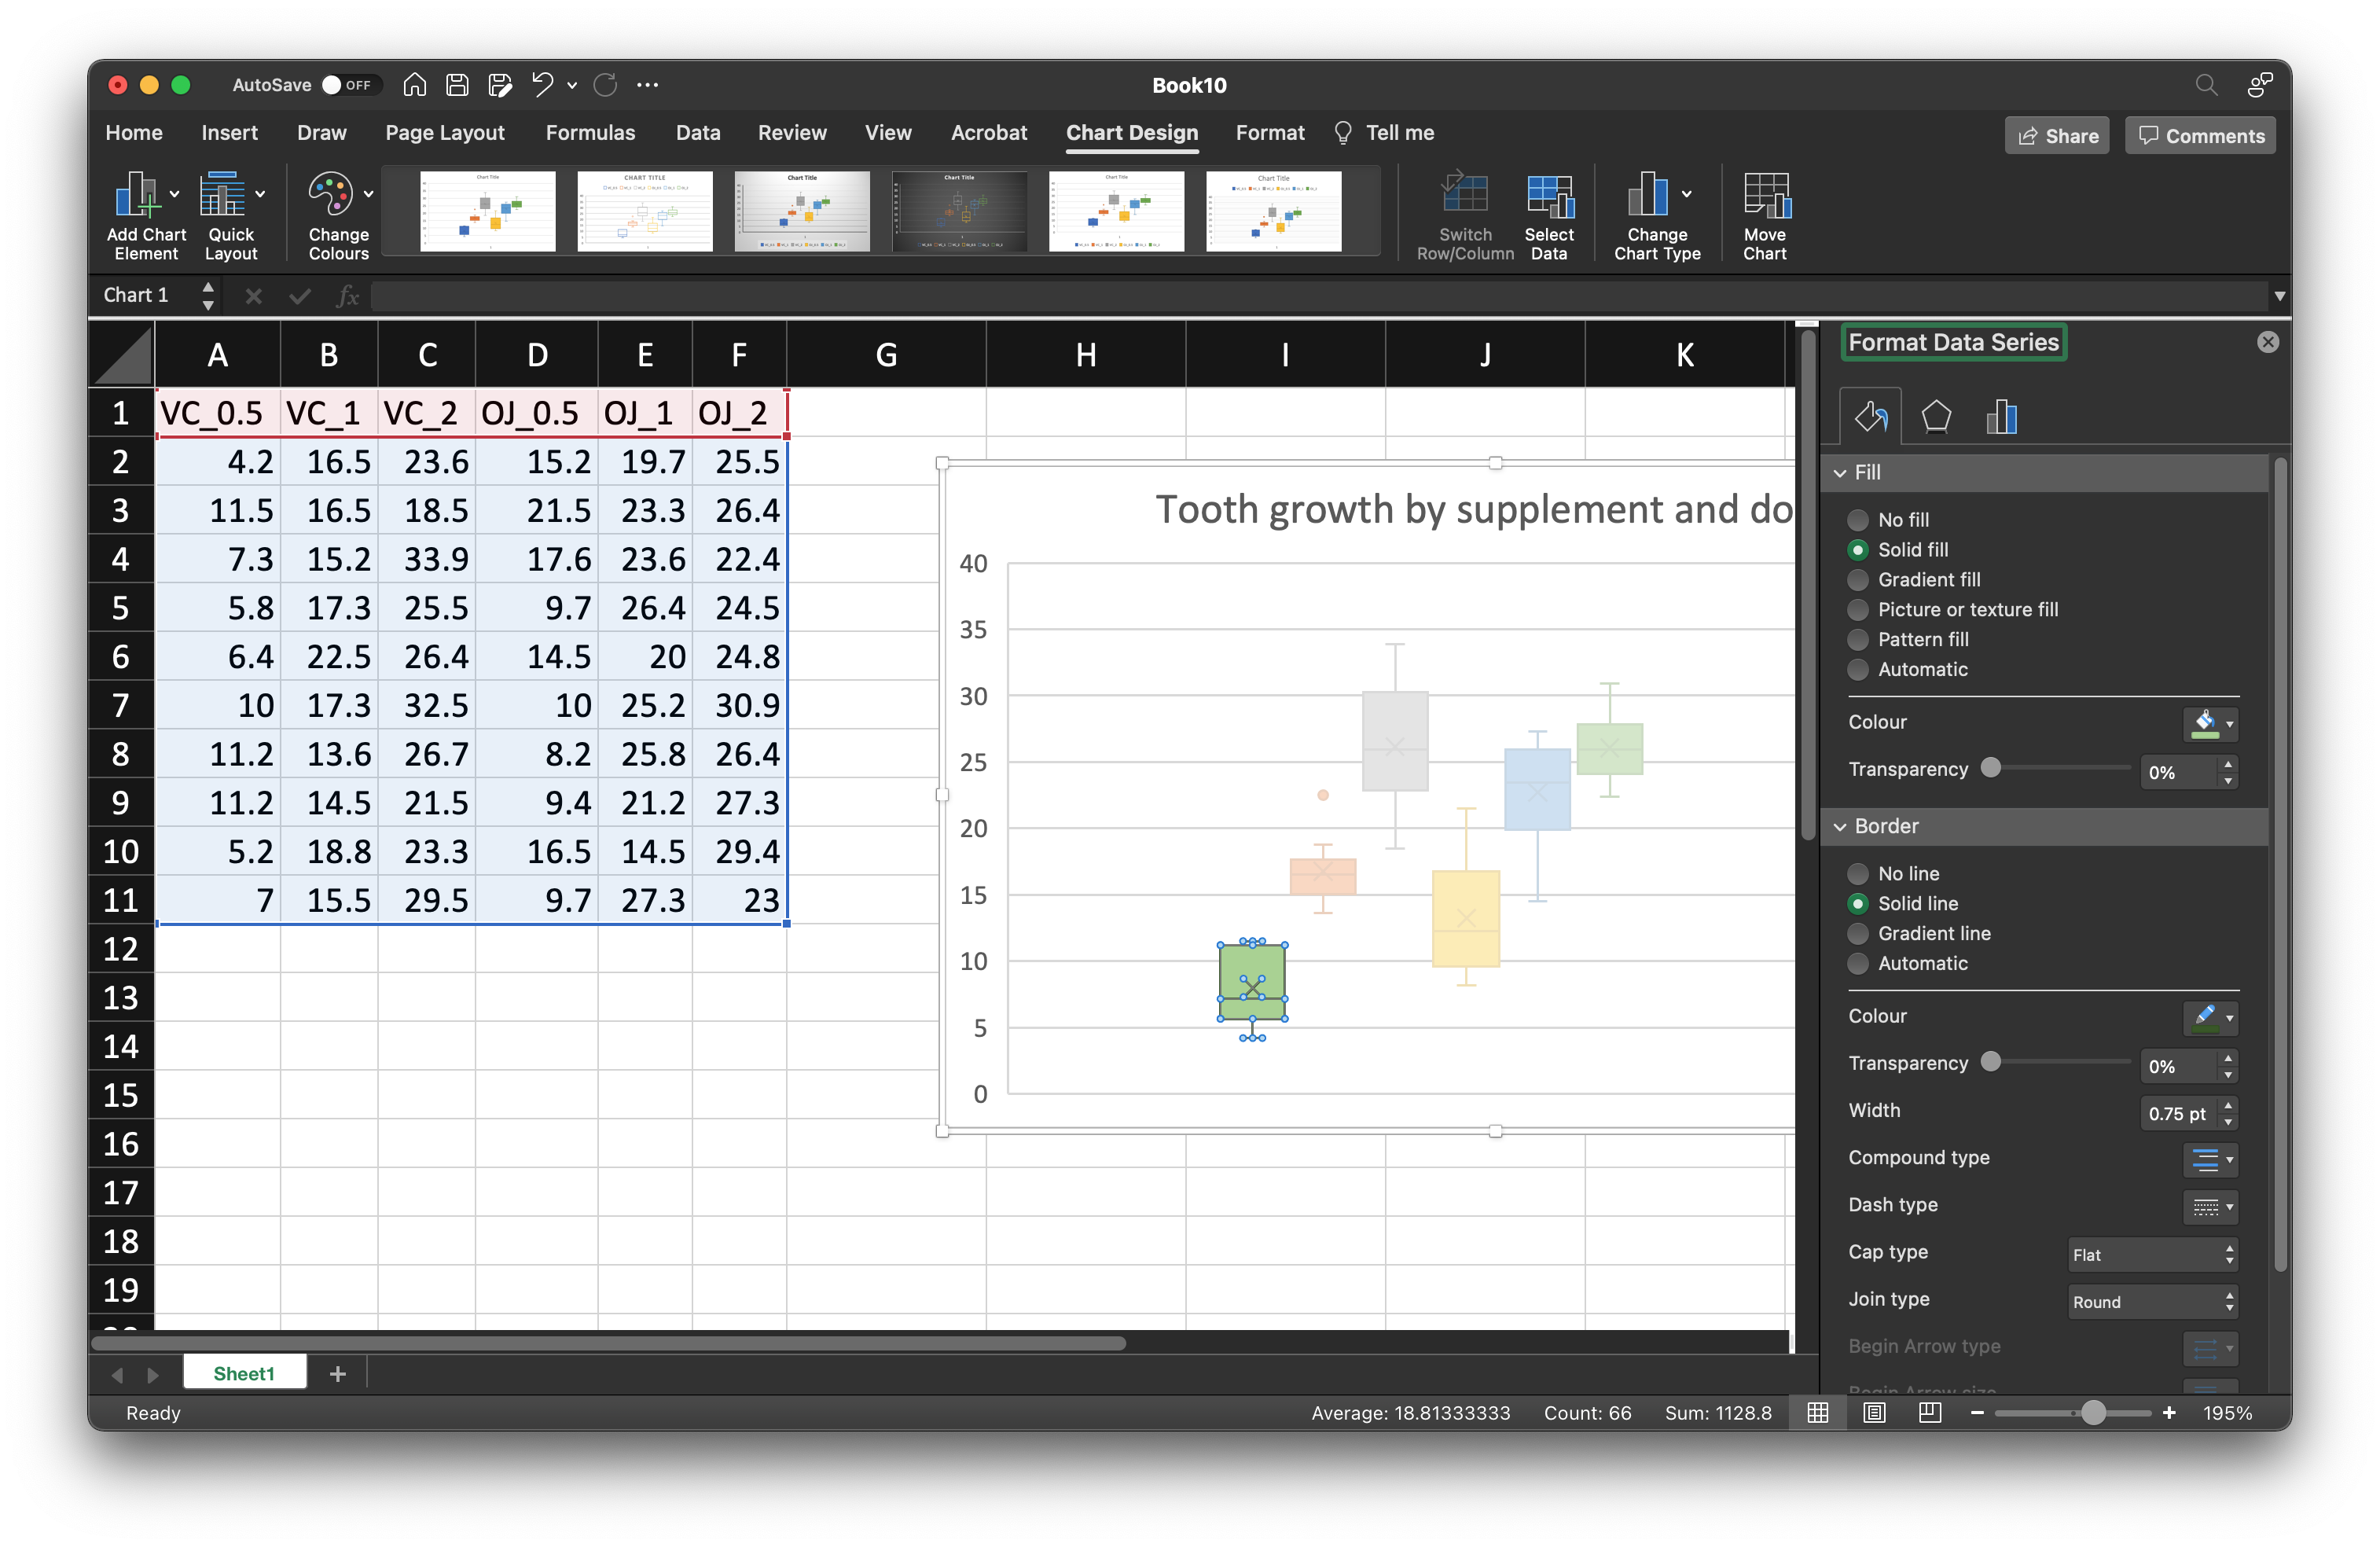 AutoSave OFF
Book10
Home Insert Draw Page Layout Formulas Data Review View Acrobat Chart Design Format Tell me
Share Comments
Add Chart Element
Quick Layout
Change Colours
Chart Title
CHART TITLE
Chart Title
Chart Title
Chart Title
Chart Title
Switch Row/Column
Select Data
Change Chart Type
Move Chart
Chart 1
fx
A B C D E F G H I J K
1 VC_0.5 VC_1 VC_2 OJ_0.5 OJ_1 OJ_2
2 4.2 16.5 23.6 15.2 19.7 25.5
3 11.5 16.5 18.5 21.5 23.3 26.4
4 7.3 15.2 33.9 17.6 23.6 22.4
5 5.8 17.3 25.5 9.7 26.4 24.5
6 6.4 22.5 26.4 14.5 20 24.8
7 10 17.3 32.5 10 25.2 30.9
8 11.2 13.6 26.7 8.2 25.8 26.4
9 11.2 14.5 21.5 9.4 21.2 27.3
10 5.2 18.8 23.3 16.5 14.5 29.4
11 7 15.5 29.5 9.7 27.3 23
12
13
14
15
16
17
18
19
Tooth growth by supplement and do
40
35
30
25
20
15
10
5
0
Format Data Series
Fill
No fill
Solid fill
Gradient fill
Picture or texture fill
Pattern fill
Automatic
Colour
Transparency 0%
Border
No line
Solid line
Gradient line
Automatic
Colour
Transparency 0%
Width 0.75 pt
Compound type
Dash type
Cap type Flat
Join type Round
Begin Arrow type
Sheet1
Ready
Average: 18.81333333 Count: 66 Sum: 1128.8
195%